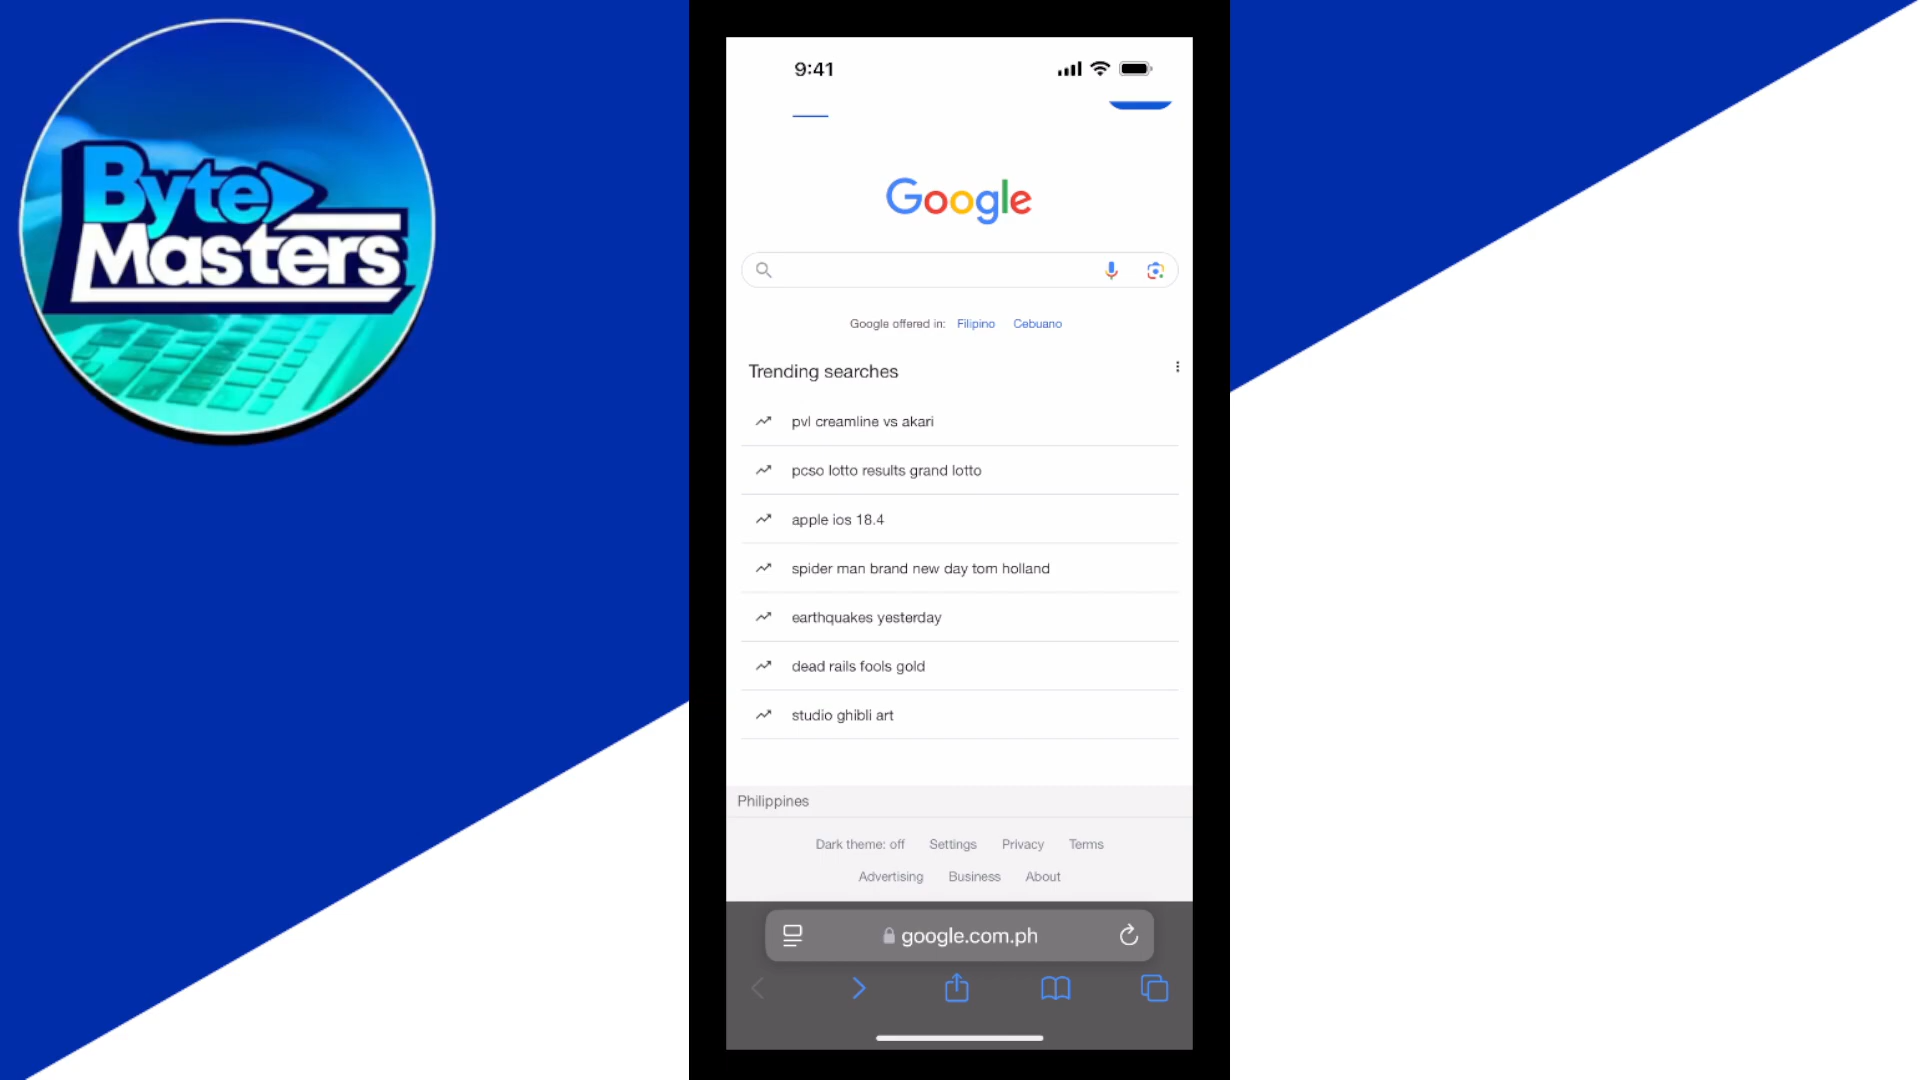 Byte
Masters
9:41
Google
Google offered in: Filipino Cebuano
Trending searches
pvl creamline vs akari
pcso lotto results grand lotto
apple ios 18.4
spider man brand new day tom holland
earthquakes yesterday
dead rails fools gold
studio ghibli art
Philippines
Dark theme: off Settings Privacy Terms
Advertising Business About
google.com.ph